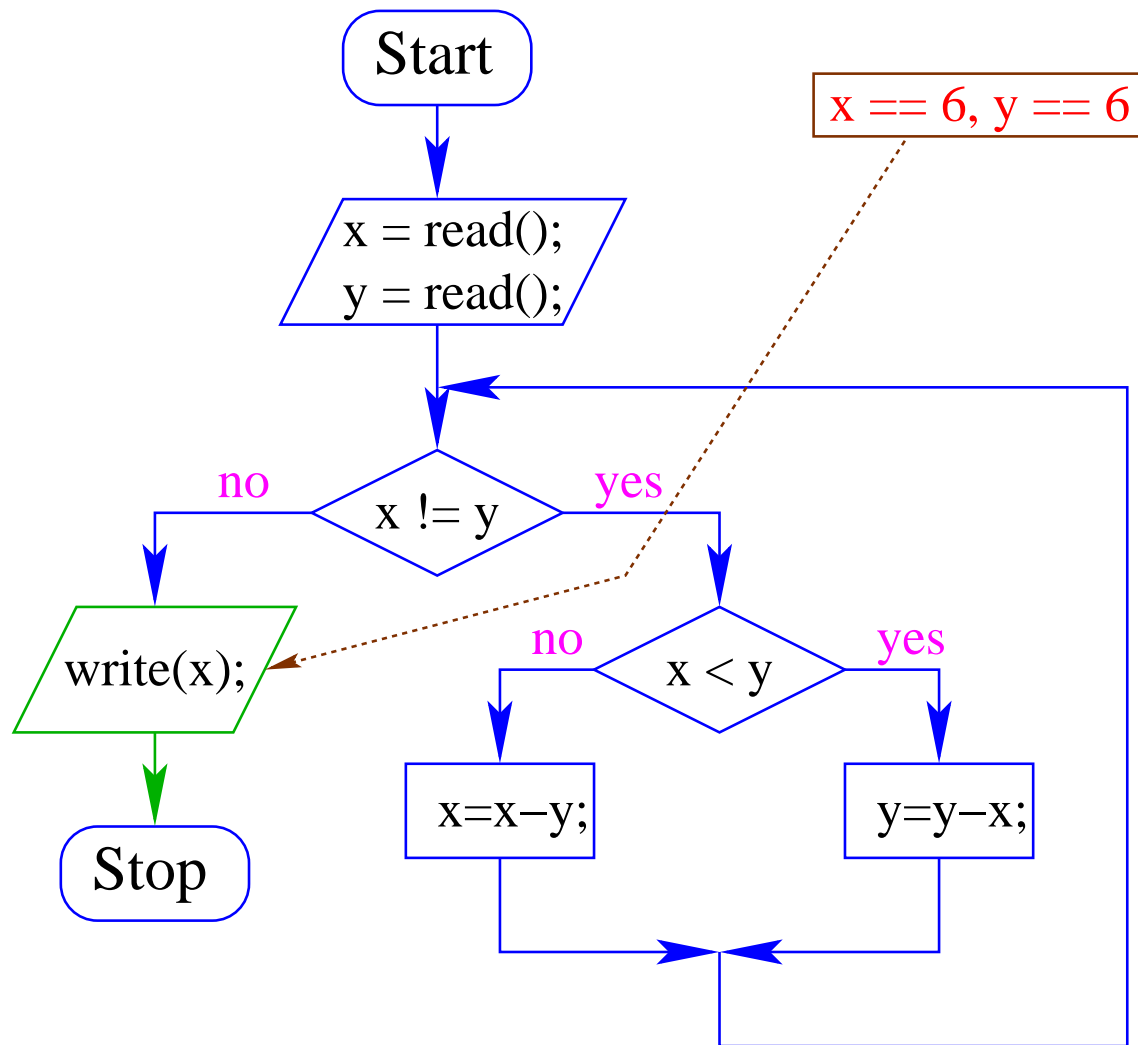 Start
x == 6, y == 6
x = read();
y = read();
no
yes
x != y
no
yes
write(x);
x < y
x=x−y;
y=y−x;
Stop